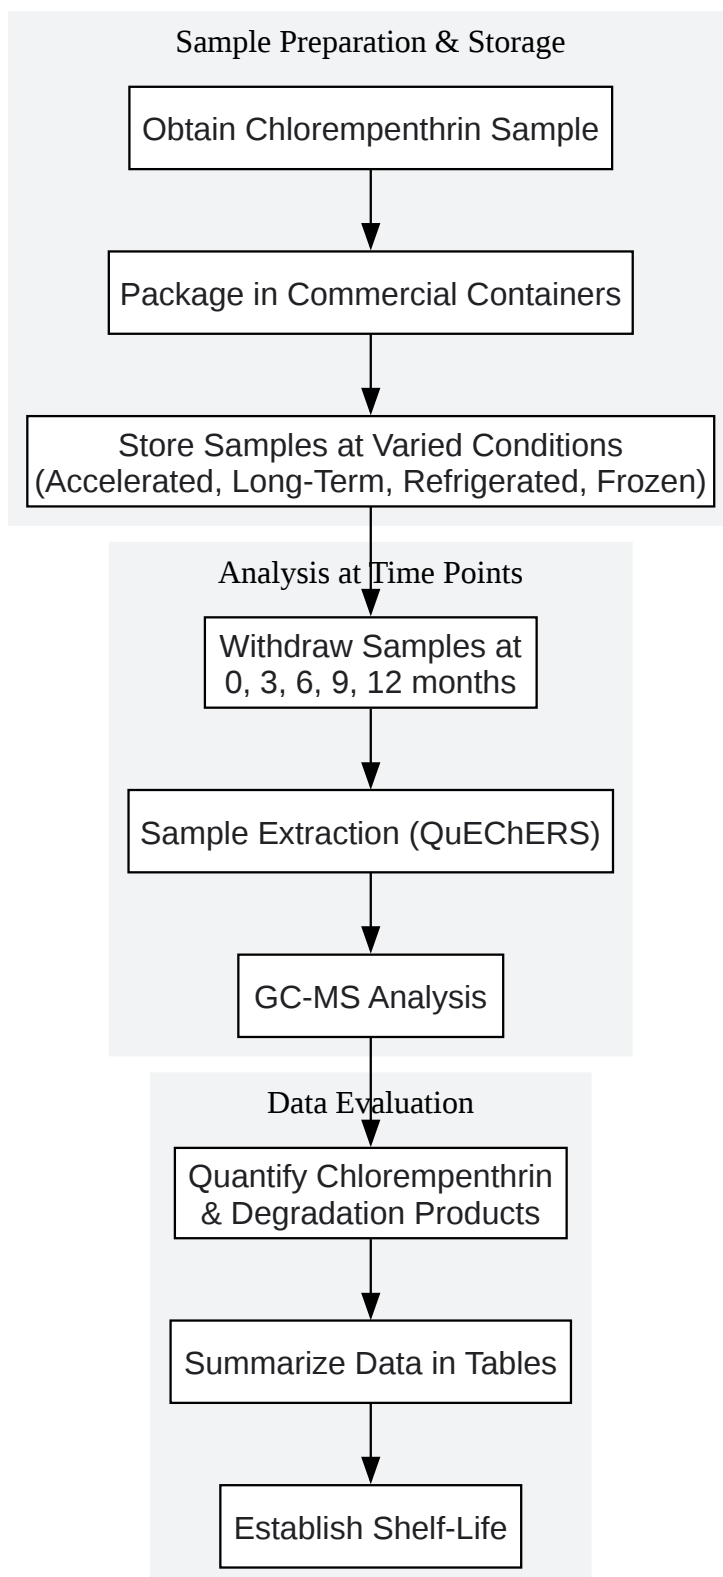 Sample Preparation & Storage
Obtain Chlorempenthrin Sample
Package in Commercial Containers
Store Samples at Varied Conditions
(Accelerated, Long-Term, Refrigerated, Frozen)
Analysis at Time Points
Withdraw Samples at
0, 3, 6, 9, 12 months
Sample Extraction (QuEChERS)
GC-MS Analysis
Data Evaluation
Quantify Chlorempenthrin
& Degradation Products
Summarize Data in Tables
Establish Shelf-Life